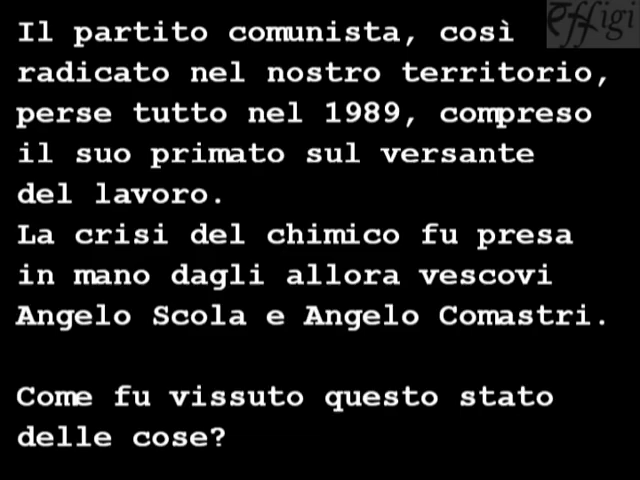 effigi
Il partito comunista, così
radicato nel nostro territorio,
perse tutto nel 1989, compreso
il suo primato sul versante
del lavoro.
La crisi del chimico fu presa
in mano dagli allora vescovi
Angelo Scola e Angelo Comastri.
Come fu vissuto questo stato
delle cose?